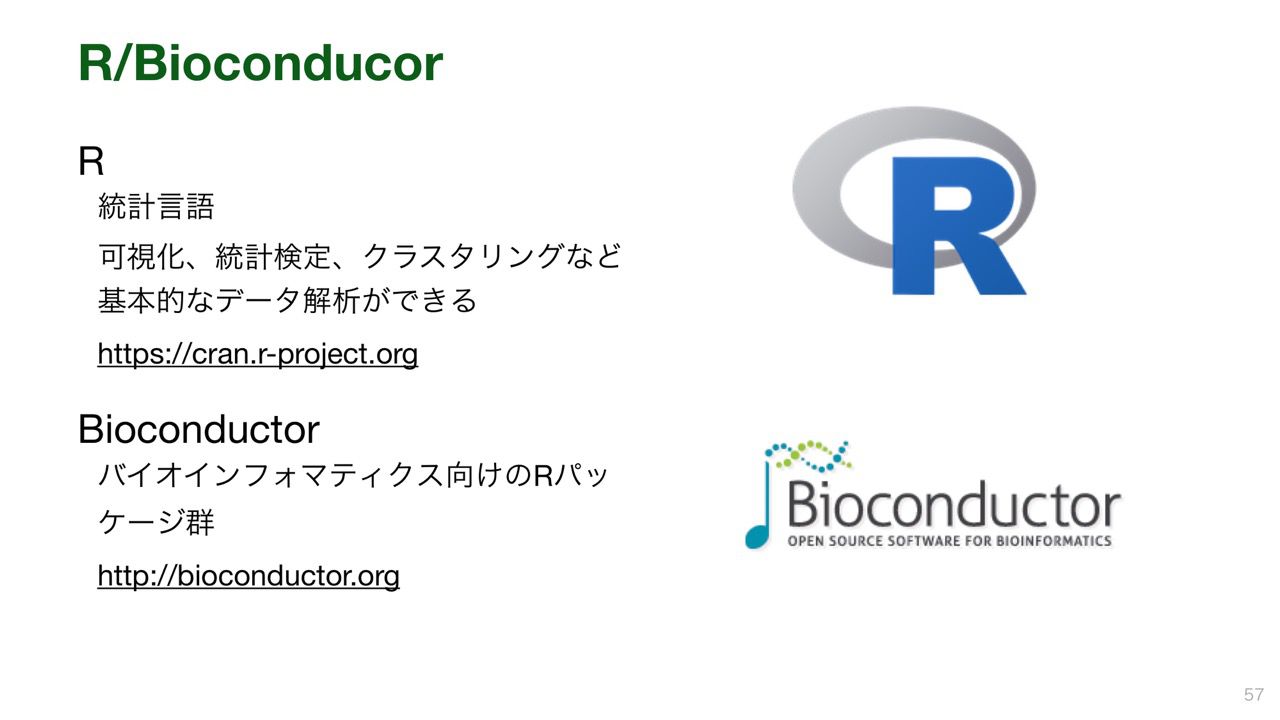 R/Bioconducor
R
統計言語
可視化、統計検定、クラスタリングなど
基本的なデータ解析ができる
https://cran.r-project.org
Bioconductor
バイオインフォマティクス向けのRパッ
ケージ群
http://bioconductor.org
R
Bioconductor
OPEN SOURCE SOFTWARE FOR BIOINFORMATICS
57